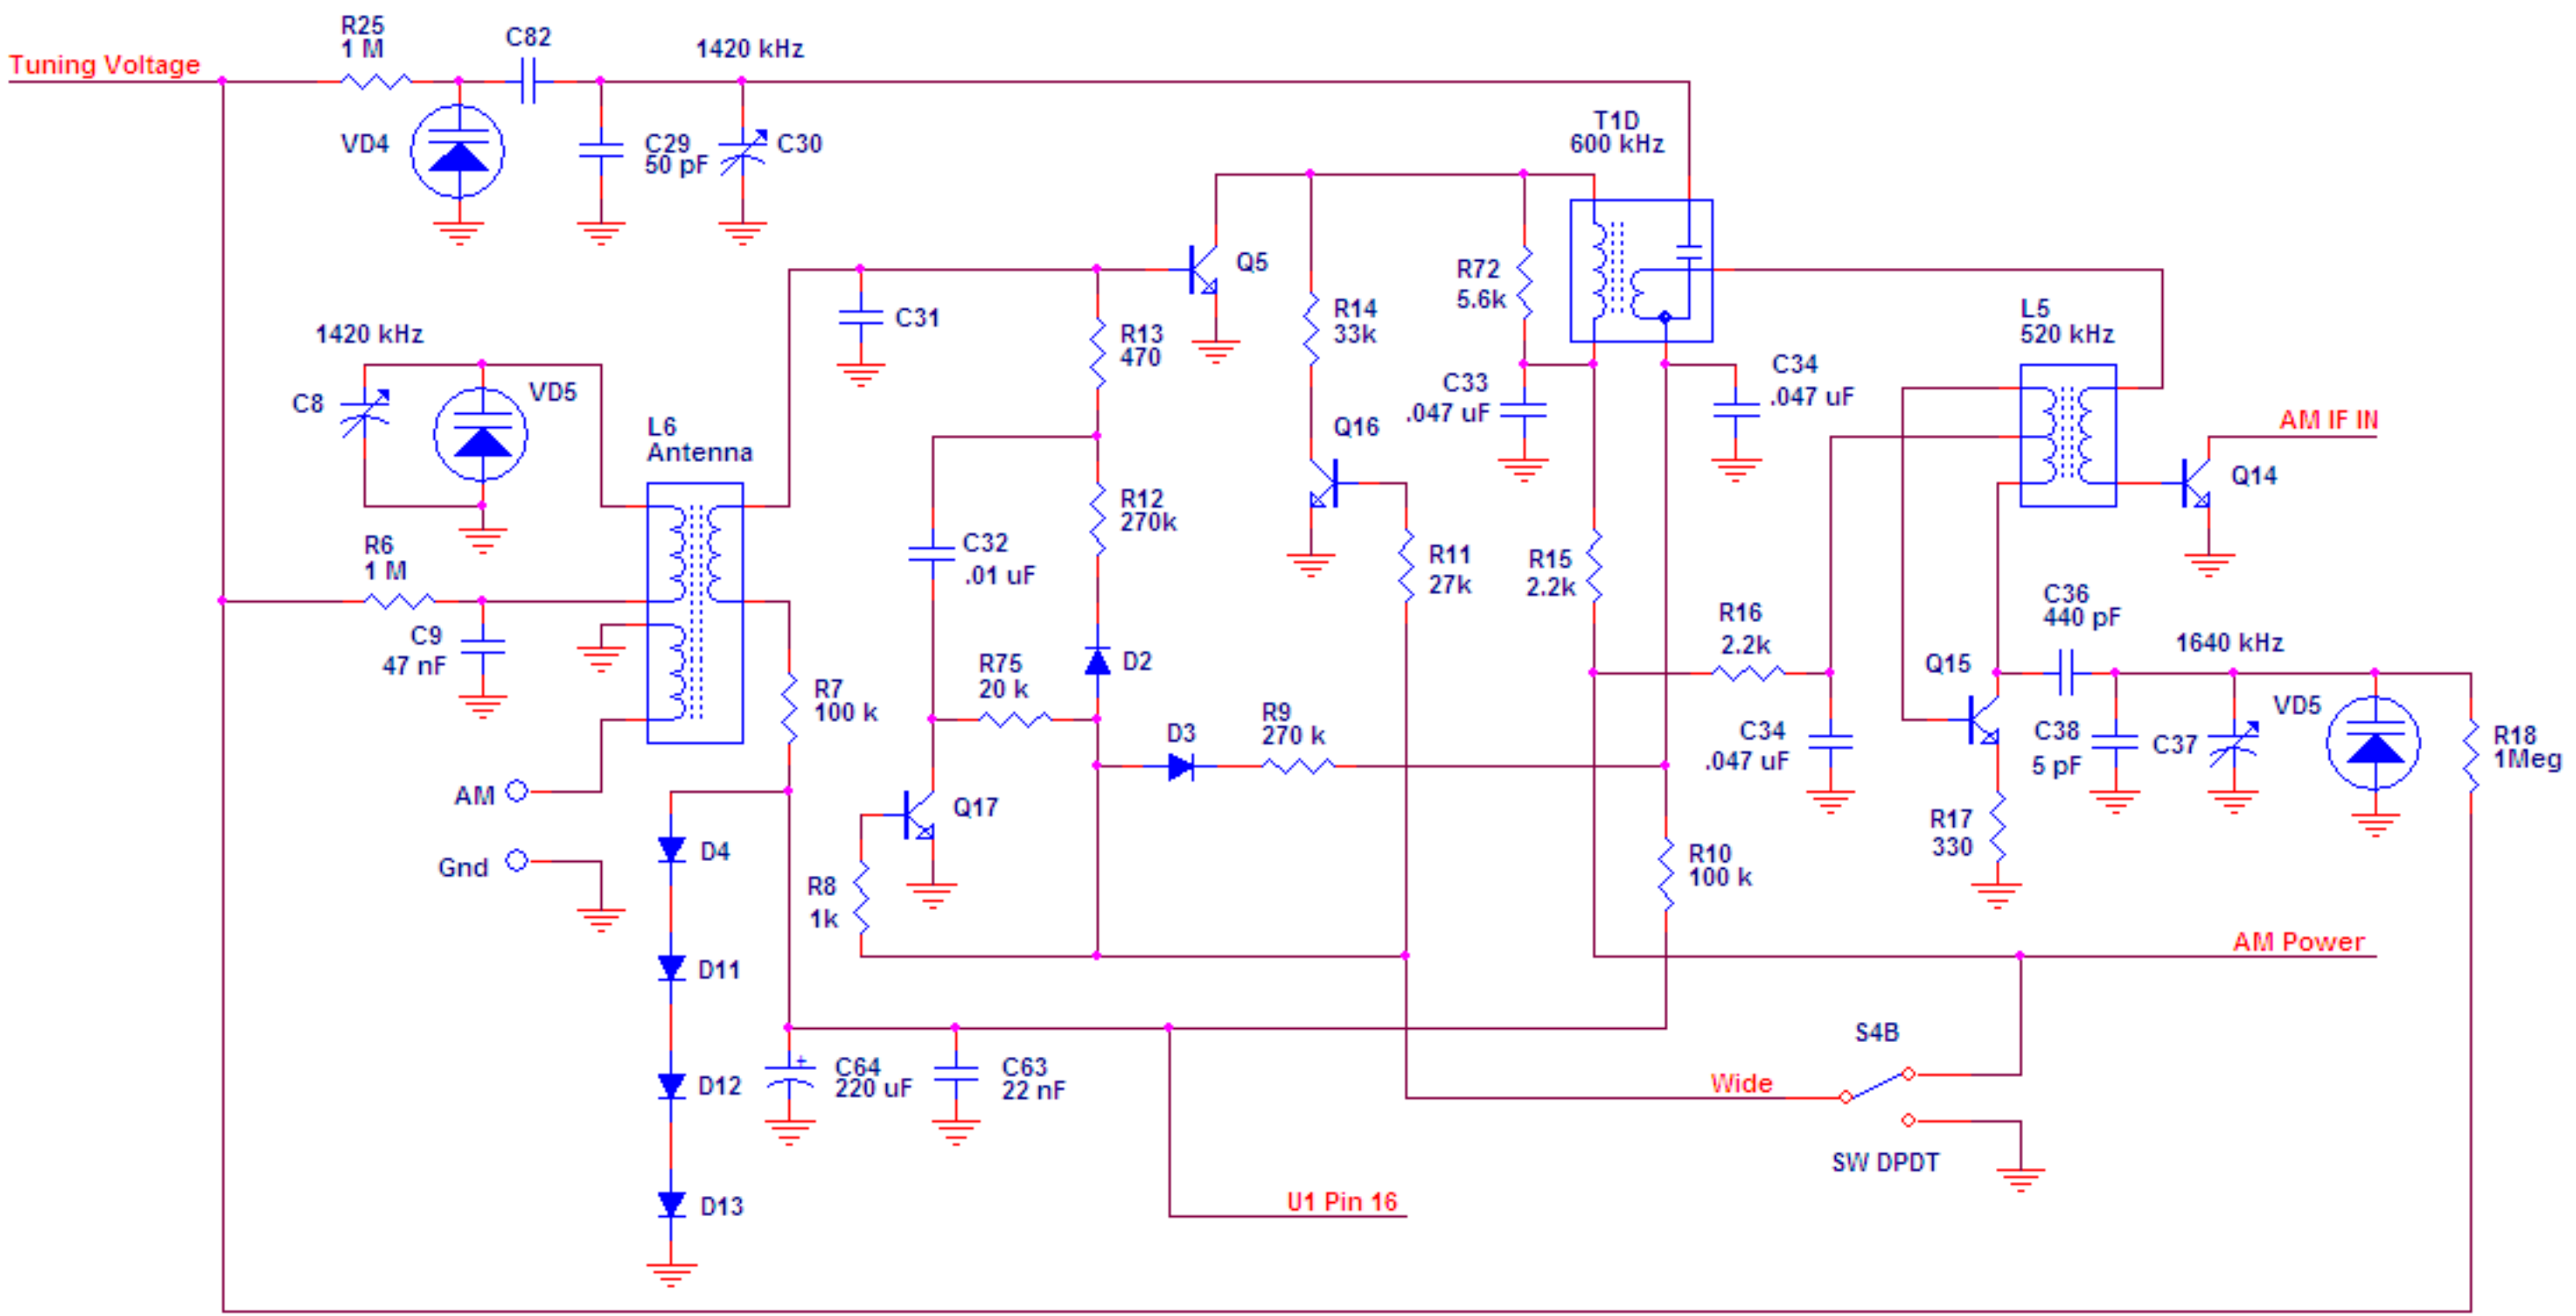 R25
1 M
C82
1420 kHz
Tuning Voltage
T1D
600 kHz
VD4
C29
50 pF
C30
Q5
R72
5.6k
R14
33k
L5
520 kHz
C31
R13
470
1420 kHz
C8
VD5
L6
Antenna
C33
.047 uF
C34
.047 uF
Q16
AM IF IN
Q14
R12
270k
R6
1 M
C32
.01 uF
R11
27k
R15
2.2k
C9
47 nF
R16
2.2k
C36
440 pF
1640 kHz
R75
20 k
D2
Q15
R7
100 k
D3
R9
270 k
C34
.047 uF
C38
5 pF
C37
VD5
R18
1Meg
AM
Q17
R17
330
D4
Gnd
R8
1k
R10
100 k
AM Power
D11
S4B
C64
220 uF
+
C63
22 nF
D12
Wide
SW DPDT
D13
U1 Pin 16